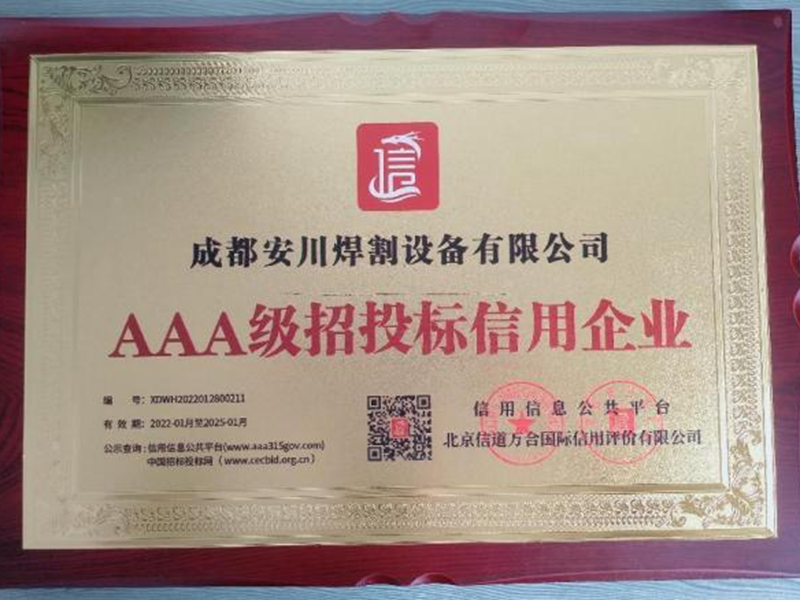 信
成都安川焊割设备有限公司
AAA级招投标信用企业
编 号：XDWH2022012800211
有 效 期：2022-01月至2025-01月
公示查询：信用信息公共平台(www.aaa315gov.com)
中国招标投标网（www.cecbid.org.cn）
信用信息公共平台
北京信道万合国际信用评价有限公司